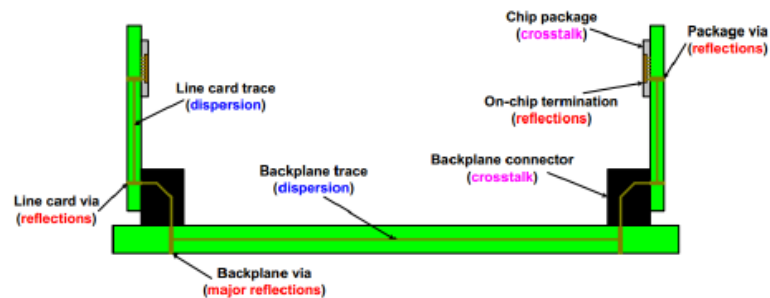 Chip package
(crosstalk)
Package via
(reflections)
Line card trace
(dispersion)
On-chip termination
(reflections)
Backplane trace
(dispersion)
Backplane connector
(crosstalk)
Line card via
(reflections)
Backplane via
(major reflections)